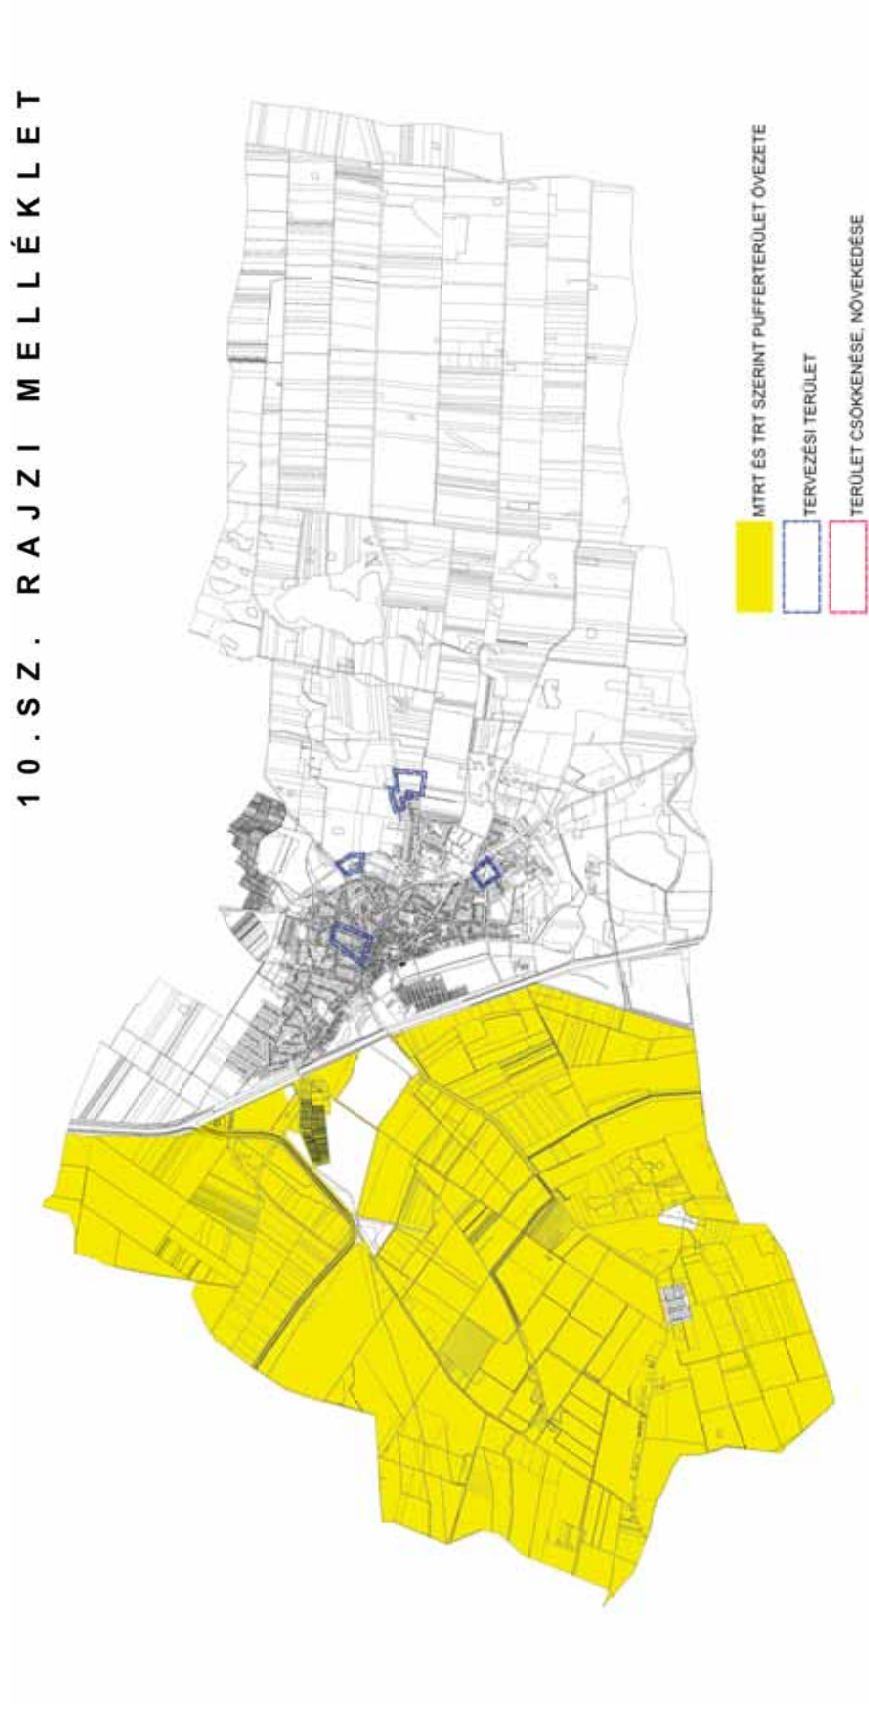 10.SZ. RAJZI MELLÉKLET
MTRT ÉS TRT SZERINT PUFFERTERÜLET ÖVEZETE
TERVEZÉSI TERÜLET
TERÜLET CSÖKKENÉSE, NÖVEKEDÉSE